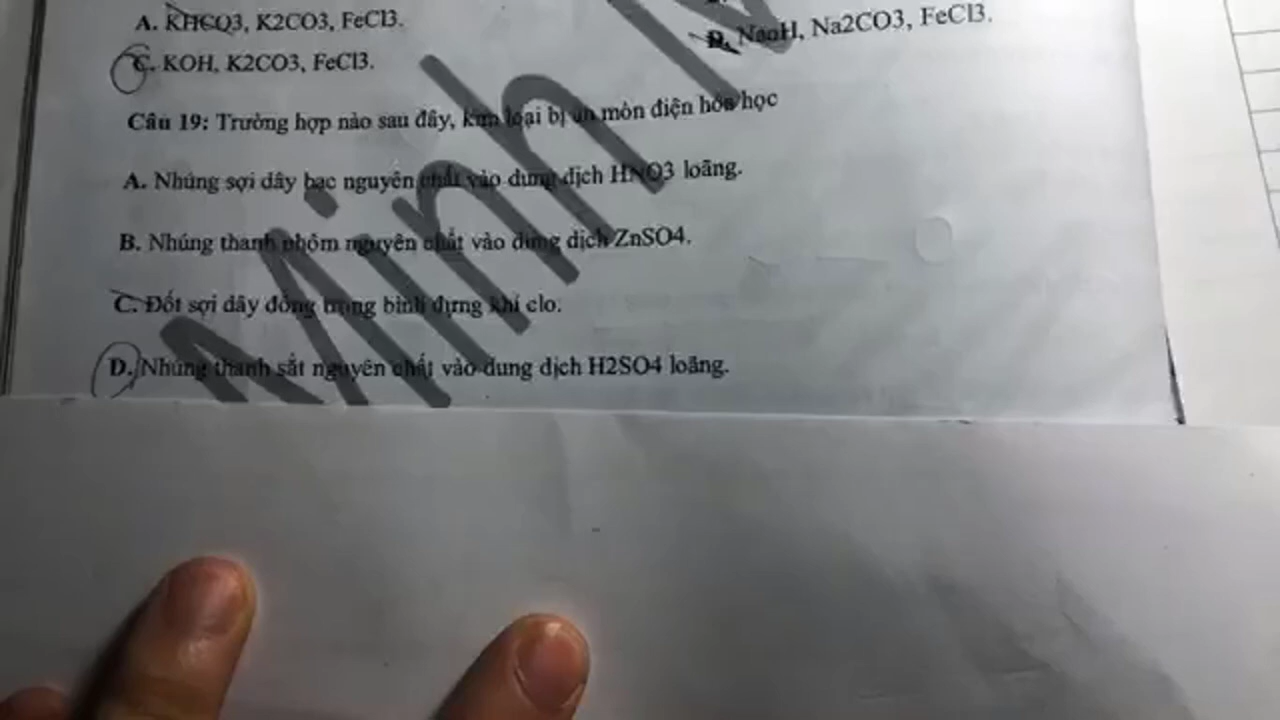 A. KHCO3, K2CO3, FeCl3.
B. NaoH, Na2CO3, FeCl3.
C. KOH, K2CO3, FeCl3.
Câu 19: Trường hợp nào sau đây, kim loại bị ăn mòn điện hóa học
A. Nhúng sợi dây bạc nguyên chất vào dung dịch HNO3 loãng.
B. Nhúng thanh nhôm nguyên chất vào dung dịch ZnSO4.
C. Đốt sợi dây đồng trong bình đựng khí clo.
D. Nhúng thanh sắt nguyên chất vào dung dịch H2SO4 loãng.
Minh